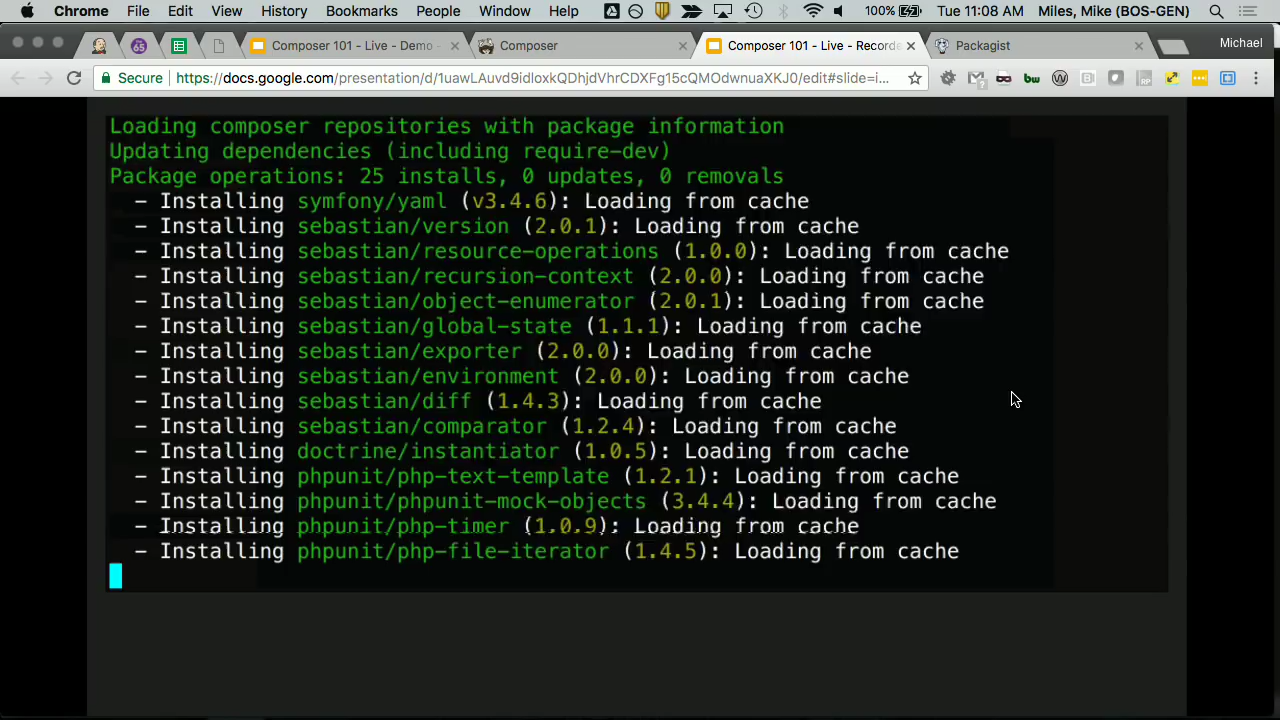 Chrome File Edit View History Bookmarks People Window Help 100% Tue 11:08 AM Miles, Mike (BOS-GEN)
65 Composer 101 - Live - Demo - Composer Composer 101 - Live - Recorde Packagist Michael
Secure https://docs.google.com/presentation/d/1uswLAuvd9idloxkQDhjdVhrCDXFg15cQMOdwnaXKJ0/edit#slide=i... bw W B RP
Loading composer repositories with package information
Updating dependencies (including require-dev)
Package operations: 25 installs, 0 updates, 0 removals
- Installing symfony/yaml (v3.4.6): Loading from cache
- Installing sebastian/version (2.0.1): Loading from cache
- Installing sebastian/resource-operations (1.0.0): Loading from cache
- Installing sebastian/recursion-context (2.0.0): Loading from cache
- Installing sebastian/object-enumerator (2.0.1): Loading from cache
- Installing sebastian/global-state (1.1.1): Loading from cache
- Installing sebastian/exporter (2.0.0): Loading from cache
- Installing sebastian/environment (2.0.0): Loading from cache
- Installing sebastian/diff (1.4.3): Loading from cache
- Installing sebastian/comparator (1.2.4): Loading from cache
- Installing doctrine/instantiator (1.0.5): Loading from cache
- Installing phpunit/php-text-template (1.2.1): Loading from cache
- Installing phpunit/phpunit-mock-objects (3.4.4): Loading from cache
- Installing phpunit/php-timer (1.0.9): Loading from cache
- Installing phpunit/php-file-iterator (1.4.5): Loading from cache